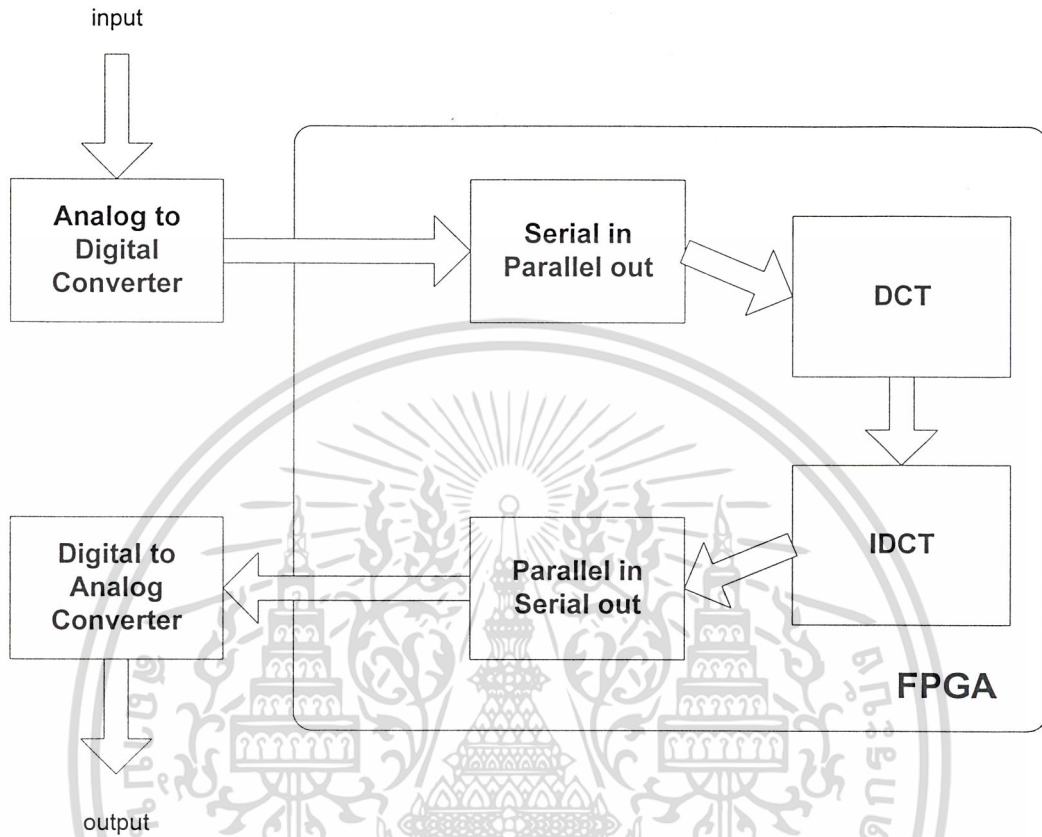 input
Analog to
Digital
Converter
Serial in
Parallel out
DCT
Digital to
Analog
Converter
Parallel in
Serial out
IDCT
FPGA
output